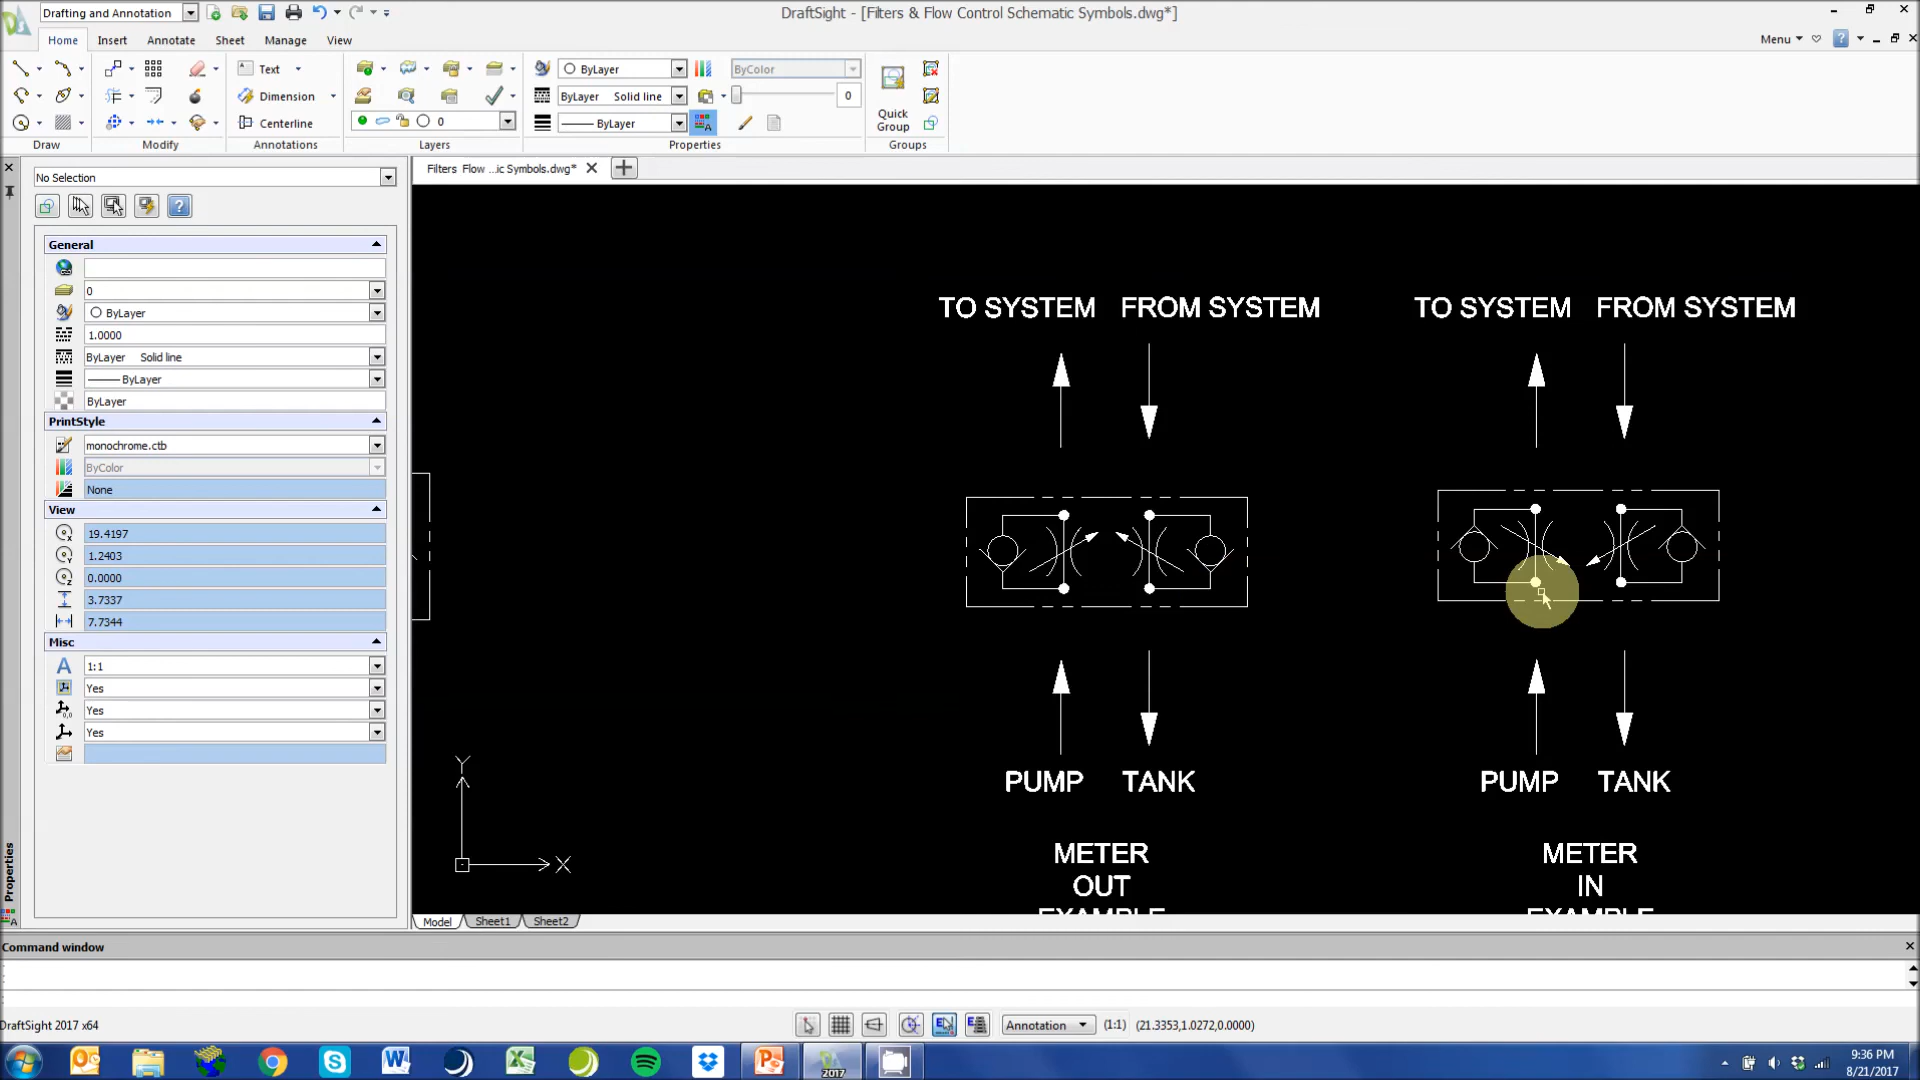 Drafting and Annotation
DraftSight - [Filters & Flow Control Schematic Symbols.dwg*]
Home Insert Annotate Sheet Manage View
Menu
Text
ByLayer
ByColor
Dimension
ByLayer Solid line
0
Centerline
0
ByLayer
Quick
Group
Draw Modify Annotations Layers Properties Groups
Filters Flow ...ic Symbols.dwg*
No Selection
General
0
ByLayer
1.0000
ByLayer Solid line
ByLayer
ByLayer
PrintStyle
monochrome.ctb
ByColor
None
View
19.4197
1.2403
0.0000
3.7337
7.7344
Misc
1:1
Yes
Yes
Yes
Properties
TO SYSTEM FROM SYSTEM
TO SYSTEM FROM SYSTEM
PUMP TANK
PUMP TANK
METER
OUT
EXAMPLE
METER
IN
EXAMPLE
Y
X
Model Sheet1 Sheet2
Command window
:
:
DraftSight 2017 x64
Annotation (1:1) (21.3353,1.0272,0.0000)
2017
9:36 PM
8/21/2017